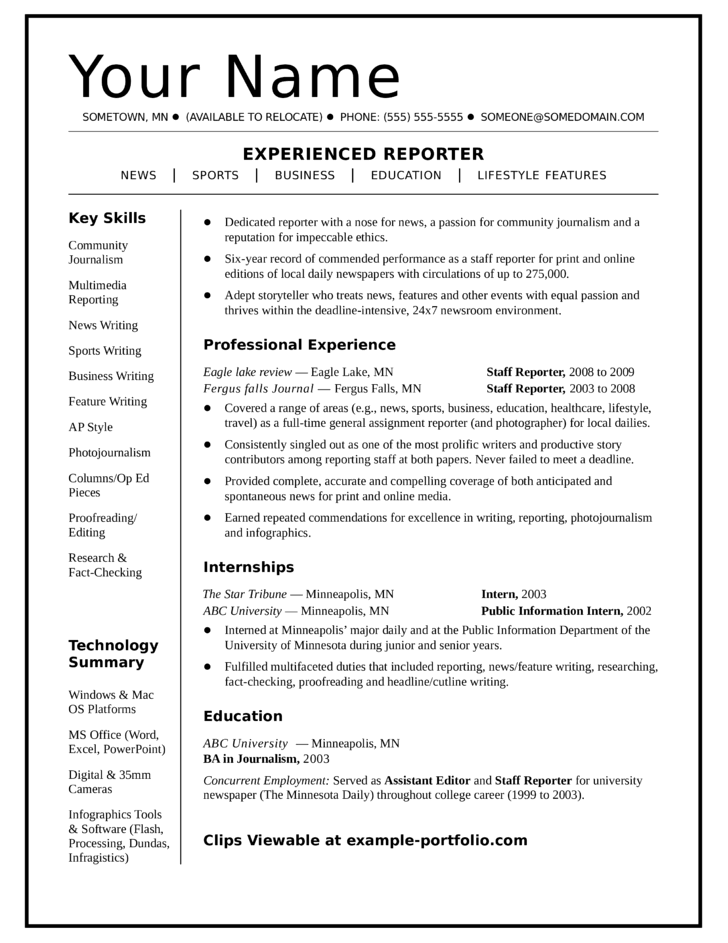 Your Name
SOMETOWN, MN ● (AVAILABLE TO RELOCATE) ● PHONE: (555) 555-5555 ● SOMEONE@SOMEDOMAIN.COM
EXPERIENCED REPORTER
NEWS | SPORTS | BUSINESS | EDUCATION | LIFESTYLE FEATURES
Key Skills
Community
Journalism
Multimedia
Reporting
News Writing
Sports Writing
Business Writing
Feature Writing
AP Style
Photojournalism
Columns/Op Ed
Pieces
Proofreading/
Editing
Research &
Fact-Checking
Technology
Summary
Windows & Mac
OS Platforms
MS Office (Word,
Excel, PowerPoint)
Digital & 35mm
Cameras
Infographics Tools
& Software (Flash,
Processing, Dundas,
Infragistics)
● Dedicated reporter with a nose for news, a passion for community journalism and a
reputation for impeccable ethics.
● Six-year record of commended performance as a staff reporter for print and online
editions of local daily newspapers with circulations of up to 275,000.
● Adept storyteller who treats news, features and other events with equal passion and
thrives within the deadline-intensive, 24x7 newsroom environment.
Professional Experience
Eagle lake review — Eagle Lake, MN Staff Reporter, 2008 to 2009
Fergus falls Journal — Fergus Falls, MN Staff Reporter, 2003 to 2008
● Covered a range of areas (e.g., news, sports, business, education, healthcare, lifestyle,
travel) as a full-time general assignment reporter (and photographer) for local dailies.
● Consistently singled out as one of the most prolific writers and productive story
contributors among reporting staff at both papers. Never failed to meet a deadline.
● Provided complete, accurate and compelling coverage of both anticipated and
spontaneous news for print and online media.
● Earned repeated commendations for excellence in writing, reporting, photojournalism
and infographics.
Internships
The Star Tribune — Minneapolis, MN Intern, 2003
ABC University — Minneapolis, MN Public Information Intern, 2002
● Interned at Minneapolis’ major daily and at the Public Information Department of the
University of Minnesota during junior and senior years.
● Fulfilled multifaceted duties that included reporting, news/feature writing, researching,
fact-checking, proofreading and headline/cutline writing.
Education
ABC University — Minneapolis, MN
BA in Journalism, 2003
Concurrent Employment: Served as Assistant Editor and Staff Reporter for university
newspaper (The Minnesota Daily) throughout college career (1999 to 2003).
Clips Viewable at example-portfolio.com